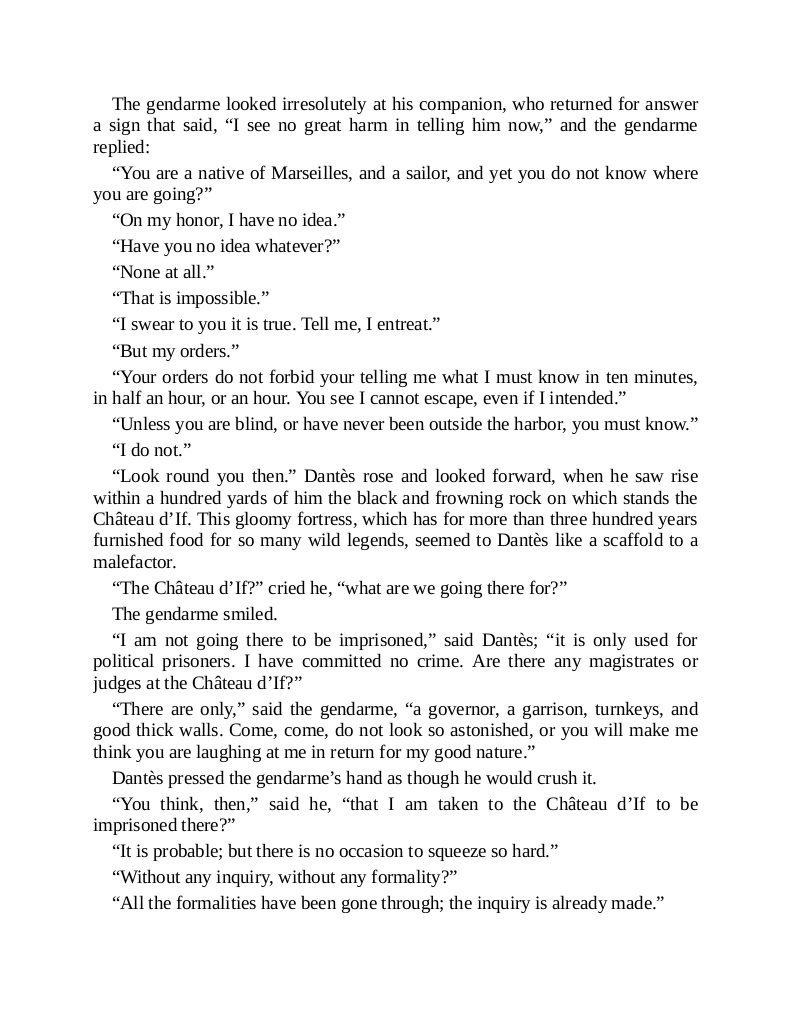 The gendarme looked irresolutely at his companion, who returned for answer
a sign that said, “I see no great harm in telling him now,” and the gendarme
replied:
“You are a native of Marseilles, and a sailor, and yet you do not know where
you are going?”
“On my honor, I have no idea.”
“Have you no idea whatever?”
“None at all.”
“That is impossible.”
“I swear to you it is true. Tell me, I entreat.”
“But my orders.”
“Your orders do not forbid your telling me what I must know in ten minutes,
in half an hour, or an hour. You see I cannot escape, even if I intended.”
“Unless you are blind, or have never been outside the harbor, you must know.”
“I do not.”
“Look round you then.” Dantès rose and looked forward, when he saw rise
within a hundred yards of him the black and frowning rock on which stands the
Château d’If. This gloomy fortress, which has for more than three hundred years
furnished food for so many wild legends, seemed to Dantès like a scaffold to a
malefactor.
“The Château d’If?” cried he, “what are we going there for?”
The gendarme smiled.
“I am not going there to be imprisoned,” said Dantès; “it is only used for
political prisoners. I have committed no crime. Are there any magistrates or
judges at the Château d’If?”
“There are only,” said the gendarme, “a governor, a garrison, turnkeys, and
good thick walls. Come, come, do not look so astonished, or you will make me
think you are laughing at me in return for my good nature.”
Dantès pressed the gendarme’s hand as though he would crush it.
“You think, then,” said he, “that I am taken to the Château d’If to be
imprisoned there?”
“It is probable; but there is no occasion to squeeze so hard.”
“Without any inquiry, without any formality?”
“All the formalities have been gone through; the inquiry is already made.”